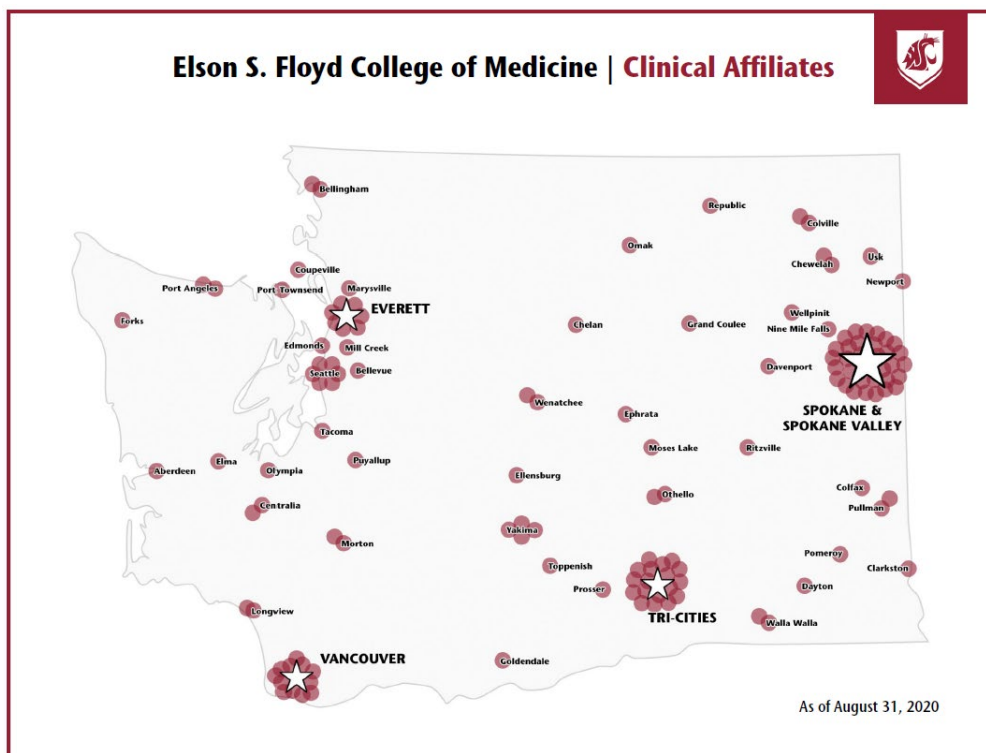 Elson S. Floyd College of Medicine | Clinical Affiliates
Bellingham
Republic
Colville
Omak
Chewelah
Usk
Coupeville
Newport
Port Angeles
Port Townsend
Marysville
EVERETT
Wellpinit
Forks
Chelan
Grand Coulee
Nine Mile Falls
Edmonds
Mill Creek
Seattle
Bellevue
Davenport
Wenatchee
Ephrata
SPOKANE &
SPOKANE VALLEY
Tacoma
Moses Lake
Ritzville
Elma
Puyallup
Aberdeen
Olympia
Ellensburg
Colfax
Othello
Centralia
Pullman
Yakima
Morton
Pomeroy
Toppenish
Clarkston
Prosser
Dayton
Longview
TRI-CITIES
Walla Walla
VANCOUVER
Goldendale
As of August 31, 2020